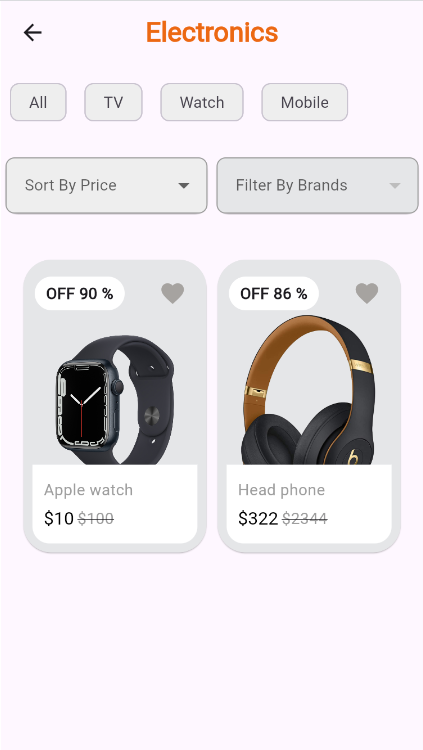 Electronics
All TV Watch Mobile
Sort By Price Filter By Brands
OFF 90 % OFF 86 %
Apple watch Head phone
$10 $100 $322 $2344